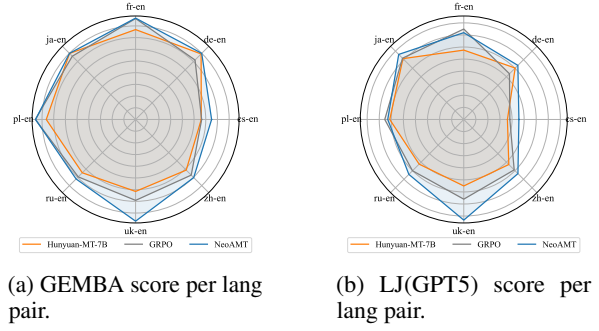 fr-en
ja-en
de-en
pl-en
cs-en
ru-en
zh-en
uk-en
Hunyuan-MT-7B GRPO NeoAMT
(a) GEMBA score per lang
pair.
fr-en
ja-en
de-en
pl-en
cs-en
ru-en
zh-en
uk-en
Hunyuan-MT-7B GRPO NeoAMT
(b) LJ(GPT5) score per
lang pair.